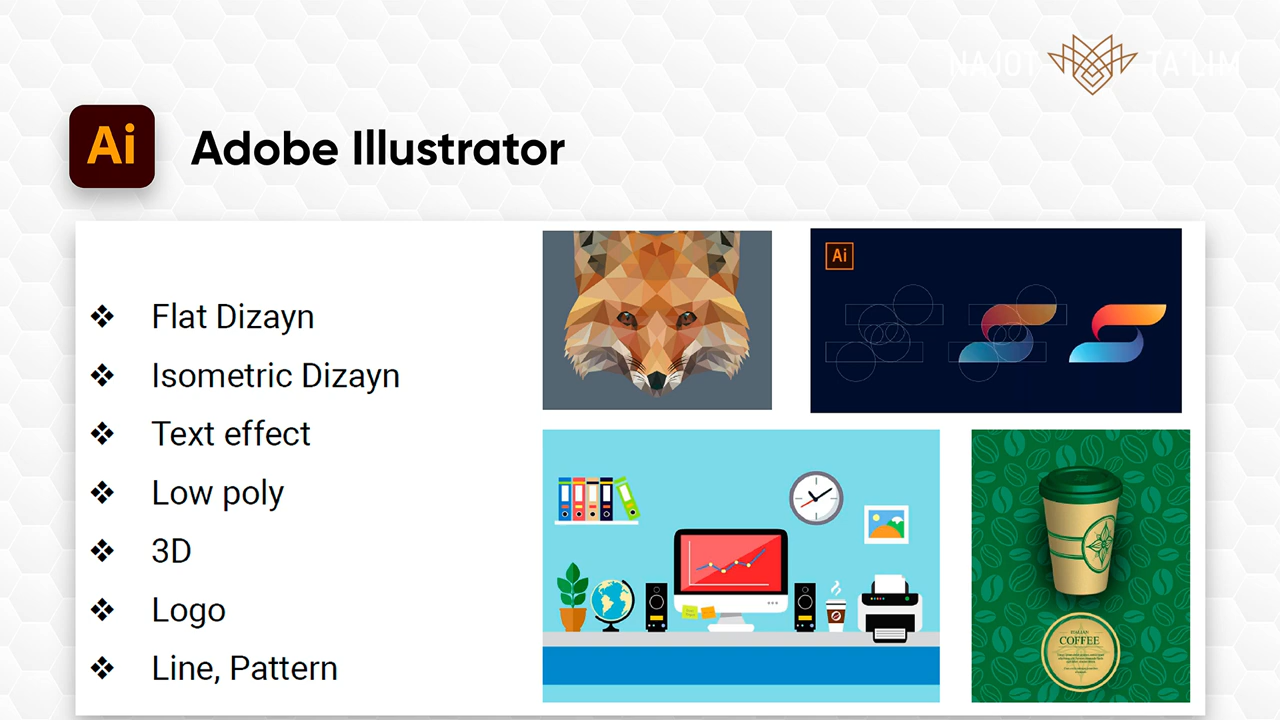 NAJOT TA'LIM
Ai Adobe Illustrator
❖ Flat Dizayn
❖ Isometric Dizayn
❖ Text effect
❖ Low poly
❖ 3D
❖ Logo
❖ Line, Pattern
Ai
COFFEE